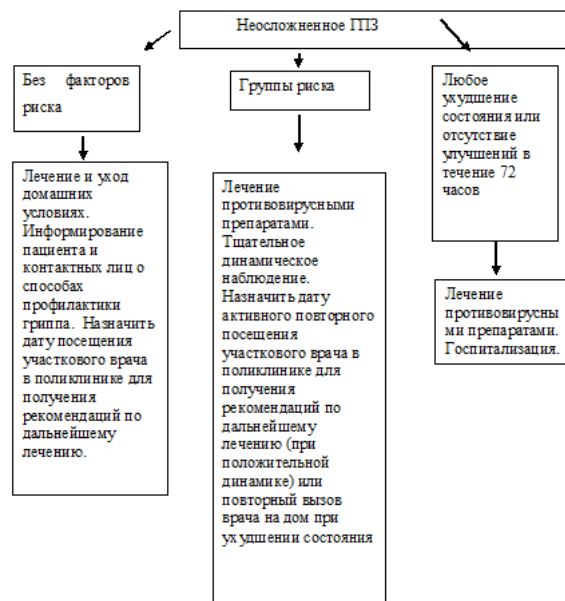 Неосложненное ГПЗ
Без факторов
риска
Группы риска
Любое
ухудшение
состояния или
отсутствие
улучшений в
течение 72
часов
Лечение и уход
домашних
условиях.
Информирование
пациента и
контактных лиц о
способах
профилактики
гриппа. Назначить
дату посещения
участкового врача
в поликлинике для
получения
рекомендаций по
дальнейшему
лечению.
Лечение
противовирусными
препаратами.
Тщательное
динамическое
наблюдение.
Назначить дату
активного повторного
посещения
участкового врача в
поликлинике для
получения
рекомендаций по
дальнейшему
лечению (при
положительной
динамике) или
повторный вызов
врача на дом при
ухудшении состояния
Лечение
противовирусны
ми препаратами.
Госпитализация.